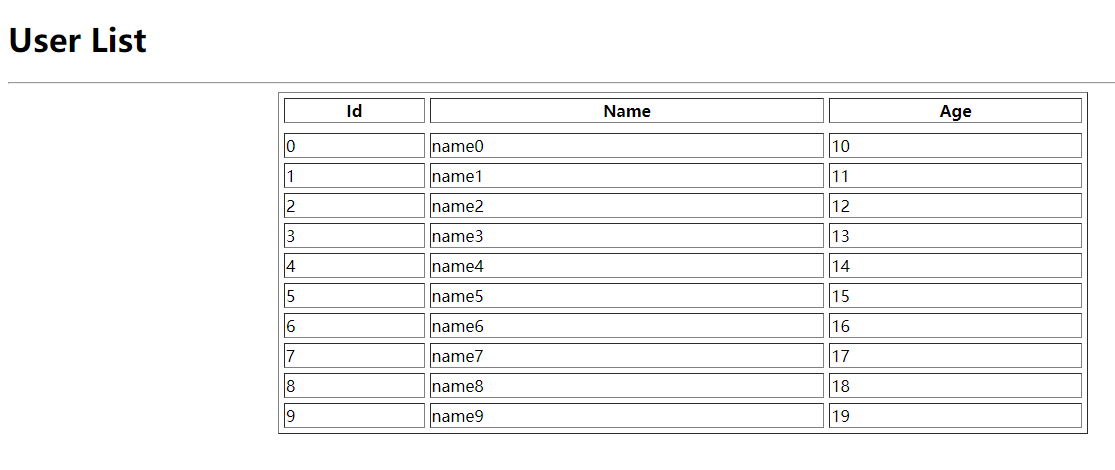 User List
Id Name Age
0 name0 10
1 name1 11
2 name2 12
3 name3 13
4 name4 14
5 name5 15
6 name6 16
7 name7 17
8 name8 18
9 name9 19